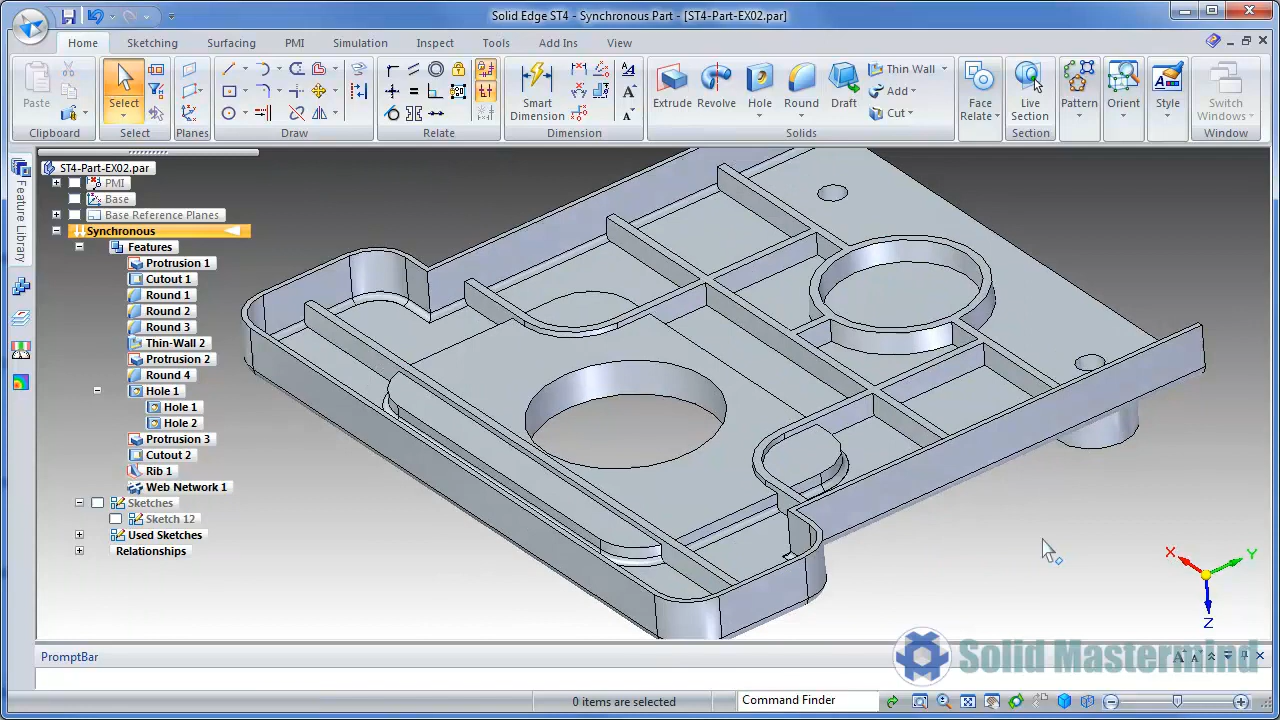 Solid Edge ST4 - Synchronous Part - [ST4-Part-EX02.par]
Home
Sketching
Surfacing
PMI
Simulation
Inspect
Tools
Add Ins
View
Paste
Select
Smart
Dimension
Extrude
Revolve
Hole
Round
Draft
Thin Wall
Add
Cut
Face
Relate
Live
Section
Pattern
Orient
Style
Switch
Windows
Clipboard
Select
Planes
Draw
Relate
Dimension
Solids
Section
Window
Feature Library
ST4-Part-EX02.par
PMI
Base
Base Reference Planes
Synchronous
Features
Protrusion 1
Cutout 1
Round 1
Round 2
Round 3
Thin-Wall 2
Protrusion 2
Round 4
Hole 1
Hole 1
Hole 2
Protrusion 3
Cutout 2
Rib 1
Web Network 1
Sketches
Sketch 12
Used Sketches
Relationships
X
Y
Z
PromptBar
Solid Mastermind
0 items are selected
Command Finder